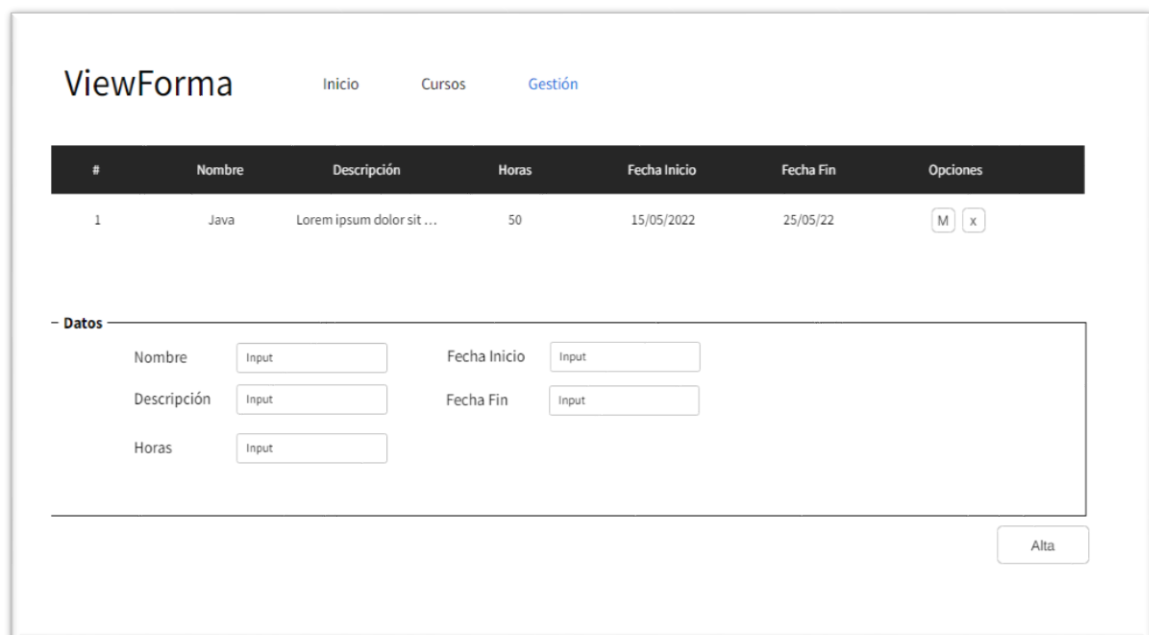 ViewForma Inicio Cursos Gestión
# Nombre Descripción Horas Fecha Inicio Fecha Fin Opciones
1 Java Lorem ipsum dolor sit ... 50 15/05/2022 25/05/22 M x
Datos
Nombre Input Fecha Inicio Input
Descripción Input Fecha Fin Input
Horas Input
Alta